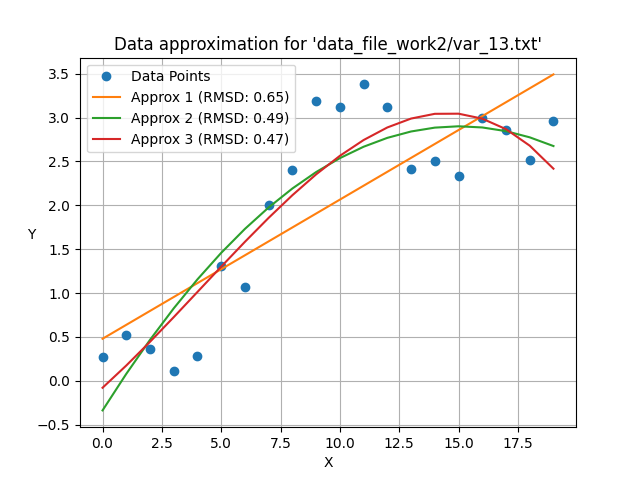 Data approximation for 'data_file_work2/var_13.txt'
Data Points
Approx 1 (RMSD: 0.65)
Approx 2 (RMSD: 0.49)
Approx 3 (RMSD: 0.47)
3.5
3.0
2.5
2.0
Y
1.5
1.0
0.5
0.0
−0.5
0.0 2.5 5.0 7.5 10.0 12.5 15.0 17.5
X